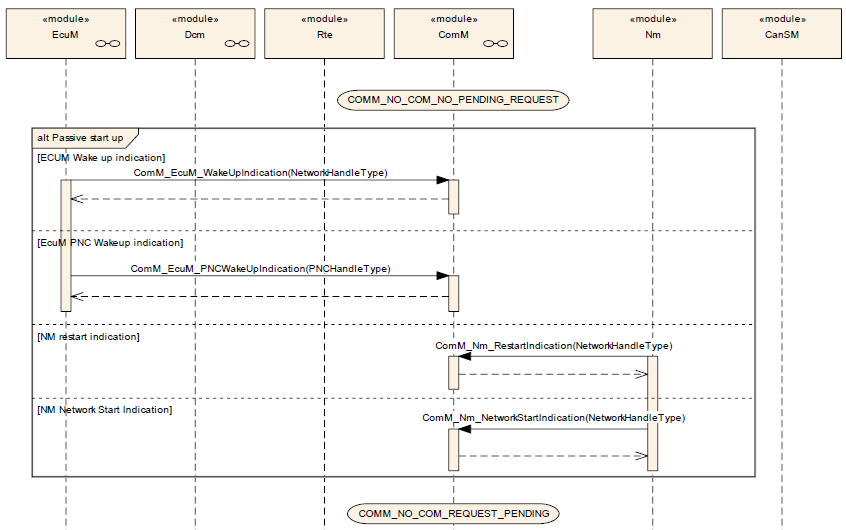 «module» «module» «module» «module» «module» «module»
EcuM Dcm Rte ComM Nm CanSM
COMM_NO_COM_NO_PENDING_REQUEST
alt Passive start up
[ECUM Wake up indication]
ComM_EcuM_WakeUpIndication(NetworkHandleType)
[EcuM PNC Wakeup indication]
ComM_EcuM_PNCWakeUpIndication(PNCHandleType)
[NM restart indication]
ComM_Nm_RestartIndication(NetworkHandleType)
[NM Network Start Indication]
ComM_Nm_NetworkStartIndication(NetworkHandleType)
COMM_NO_COM_REQUEST_PENDING